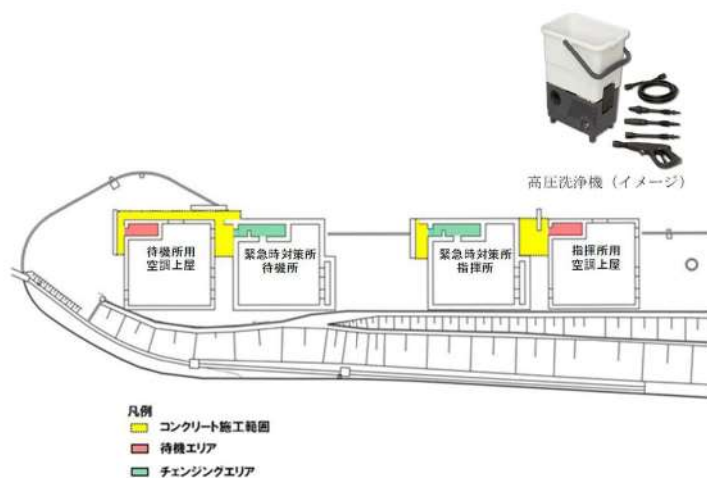 高圧洗浄機（イメージ）
待機所用
空調上屋
緊急時対策所
待機所
緊急時対策所
指揮所
指揮所用
空調上屋
凡例
コンクリート施工範囲
待機エリア
チェンジングエリア